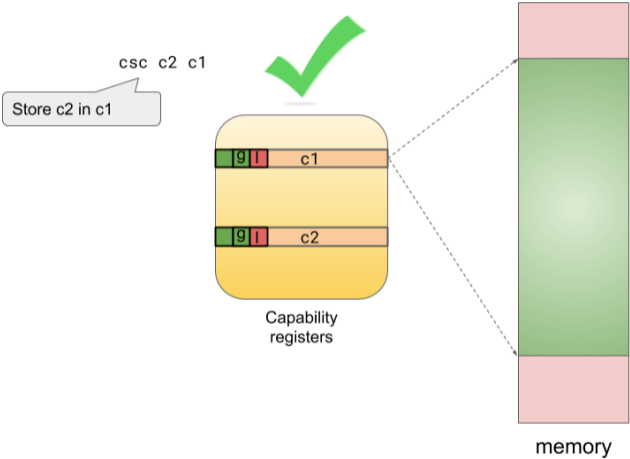 csc c2 c1
Store c2 in c1
g l c1
g l c2
Capability
registers
memory